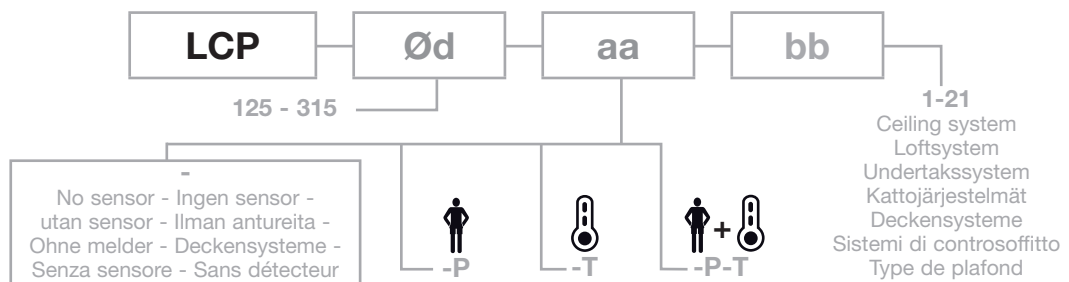 LCP
Ød
aa
bb
125 - 315
1-21
Ceiling system
Loftsystem
Undertakssystem
Kattojärjestelmät
Deckensysteme
Sistemi di controsoffitto
Type de plafond
-
No sensor - Ingen sensor -
utan sensor - Ilman antureita -
Ohne melder - Deckensysteme -
Senza sensore - Sans détecteur
-P
-T
+
-P-T